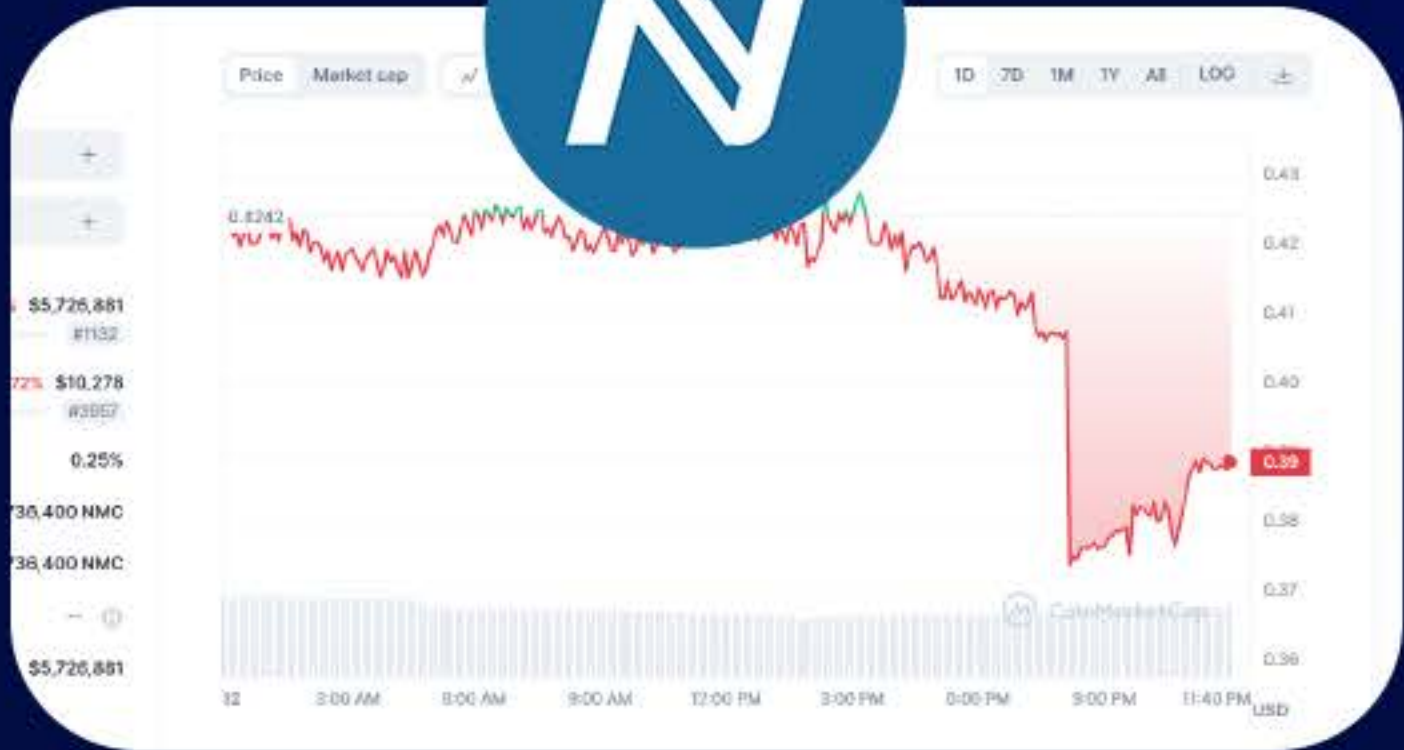 Price Market cap
1D 7D 1M 1Y All LOG
+
+
0.43
0.4242
0.42
$5,726,881
#1132
0.41
72% $10,278
#3957
0.40
0.25%
0.39
36,400 NMC
0.38
736,400 NMC
0.37
CoinMarketCap
--
$5,726,881
0.36
32 3:00 AM 6:00 AM 9:00 AM 12:00 PM 3:00 PM 6:00 PM 9:00 PM 11:40 PM
USD